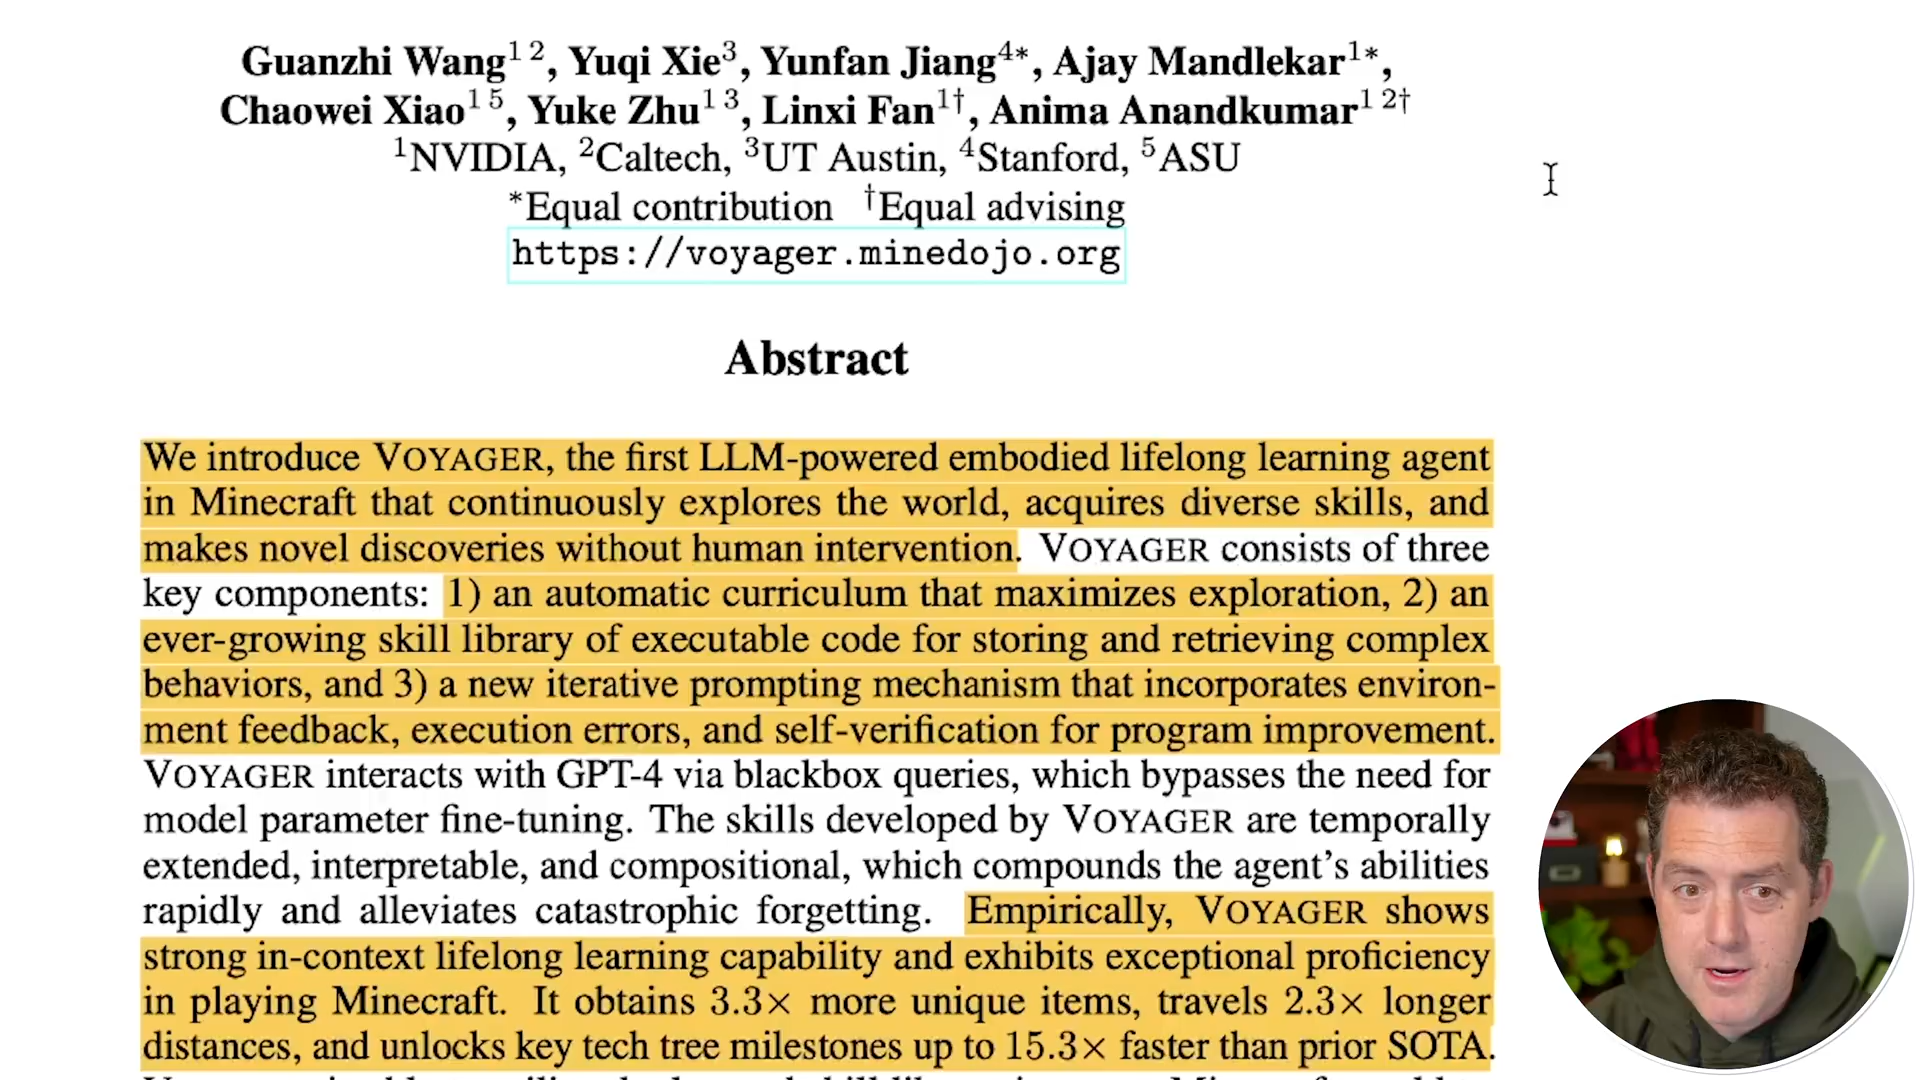 Guanzhi Wang1 2, Yuqi Xie3, Yunfan Jiang4*, Ajay Mandlekar1*,
Chaowei Xiao1 5, Yuke Zhu1 3, Linxi Fan1†, Anima Anandkumar1 2†
1NVIDIA, 2Caltech, 3UT Austin, 4Stanford, 5ASU
*Equal contribution †Equal advising
https://voyager.minedojo.org
Abstract
We introduce VOYAGER, the first LLM-powered embodied lifelong learning agent
in Minecraft that continuously explores the world, acquires diverse skills, and
makes novel discoveries without human intervention. VOYAGER consists of three
key components: 1) an automatic curriculum that maximizes exploration, 2) an
ever-growing skill library of executable code for storing and retrieving complex
behaviors, and 3) a new iterative prompting mechanism that incorporates environ-
ment feedback, execution errors, and self-verification for program improvement.
VOYAGER interacts with GPT-4 via blackbox queries, which bypasses the need for
model parameter fine-tuning. The skills developed by VOYAGER are temporally
extended, interpretable, and compositional, which compounds the agent's abilities
rapidly and alleviates catastrophic forgetting. Empirically, VOYAGER shows
strong in-context lifelong learning capability and exhibits exceptional proficiency
in playing Minecraft. It obtains 3.3× more unique items, travels 2.3× longer
distances, and unlocks key tech tree milestones up to 15.3× faster than prior SOTA.